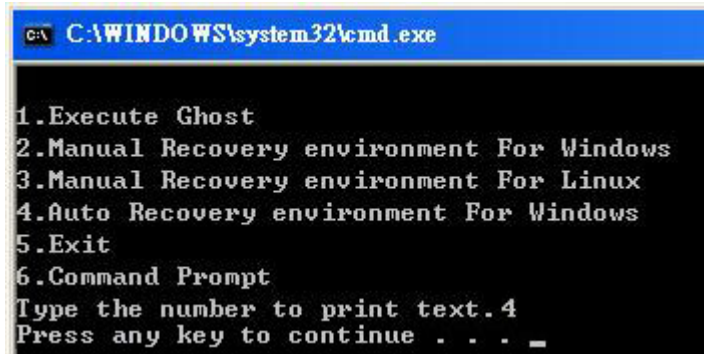 C:\WINDOWS\system32\cmd.exe
1.Execute Ghost
2.Manual Recovery environment For Windows
3.Manual Recovery environment For Linux
4.Auto Recovery environment For Windows
5.Exit
6.Command Prompt
Type the number to print text.4
Press any key to continue . . . _